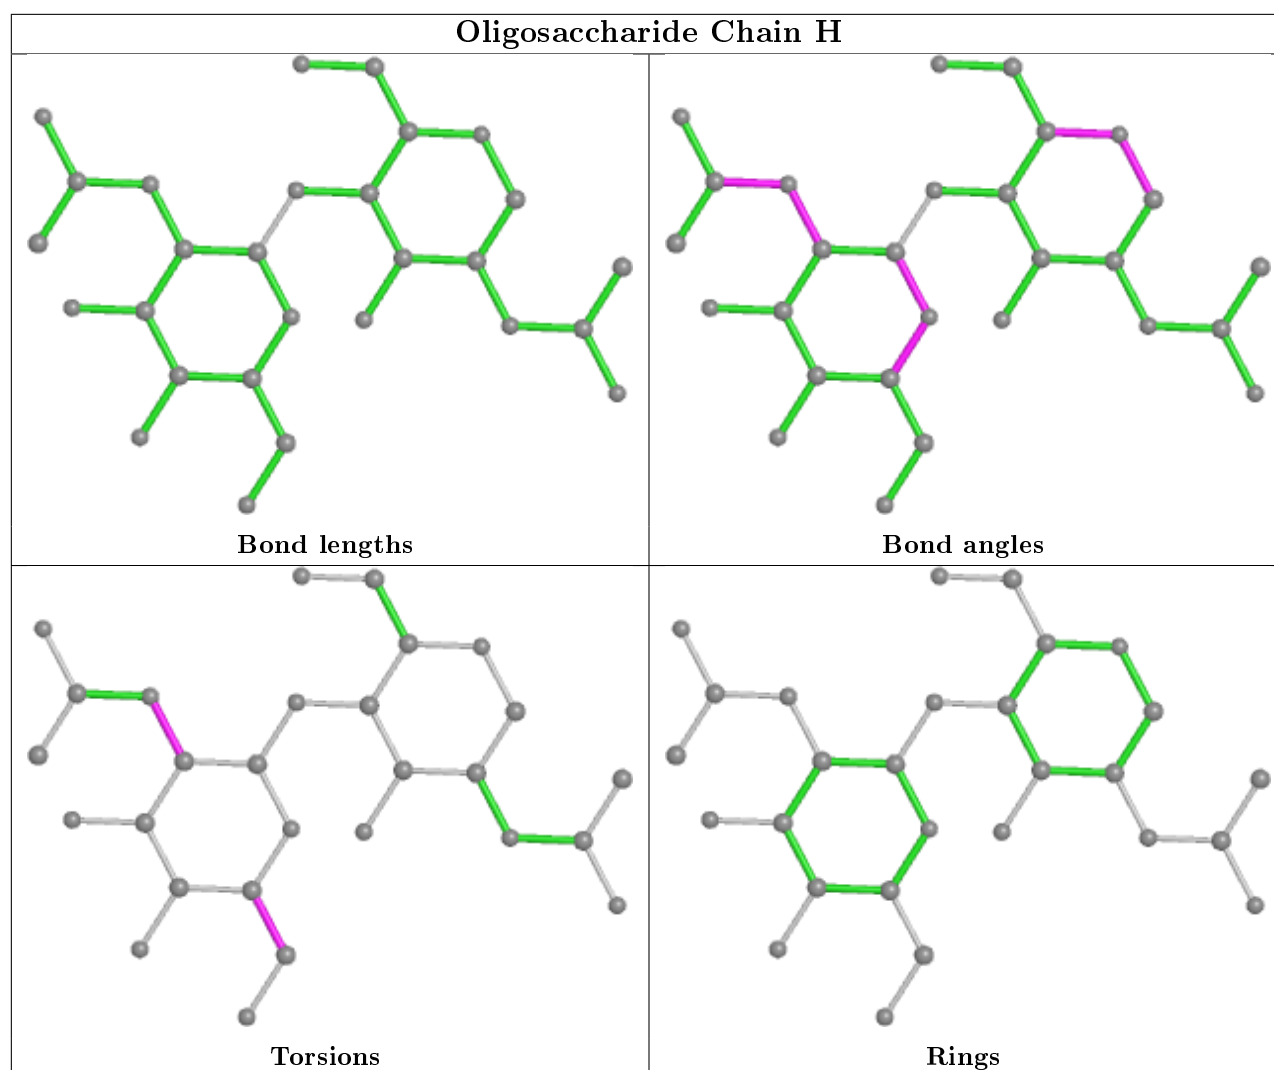 Oligosaccharide Chain H
Bond lengths
Bond angles
Torsions
Rings